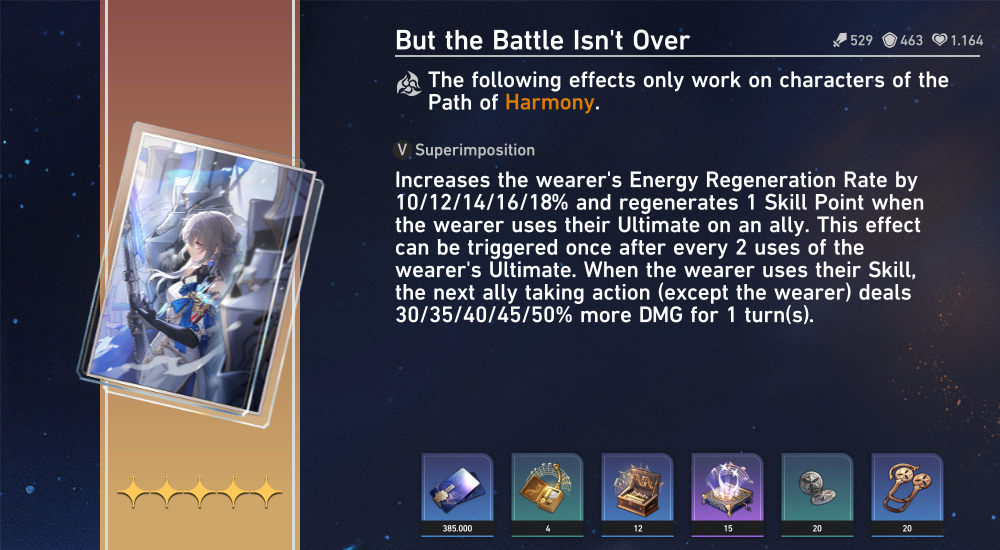 But the Battle Isn't Over
529 463 1.164
The following effects only work on characters of the
Path of Harmony.
V Superimposition
Increases the wearer's Energy Regeneration Rate by
10/12/14/16/18% and regenerates 1 Skill Point when
the wearer uses their Ultimate on an ally. This effect
can be triggered once after every 2 uses of the
wearer's Ultimate. When the wearer uses their Skill,
the next ally taking action (except the wearer) deals
30/35/40/45/50% more DMG for 1 turn(s).
385.000 4 12 15 20 20